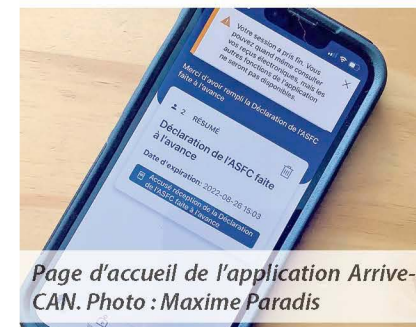 Votre session a pris fin. Vous
pouvez quand même consulter
vos reçus électroniques, mais les
autres fonctions de l'application
ne seront pas disponibles.
Merci d'avoir rempli la Déclaration de l'ASFC
faite à l'avance
2 RÉSUMÉ
Déclaration de l'ASFC faite
à l'avance
Date d'expiration: 2022-08-26 15:03
Accusé réception de la Déclaration
de l'ASFC faite à l'avance
Page d'accueil de l'application Arrive-
CAN. Photo : Maxime Paradis